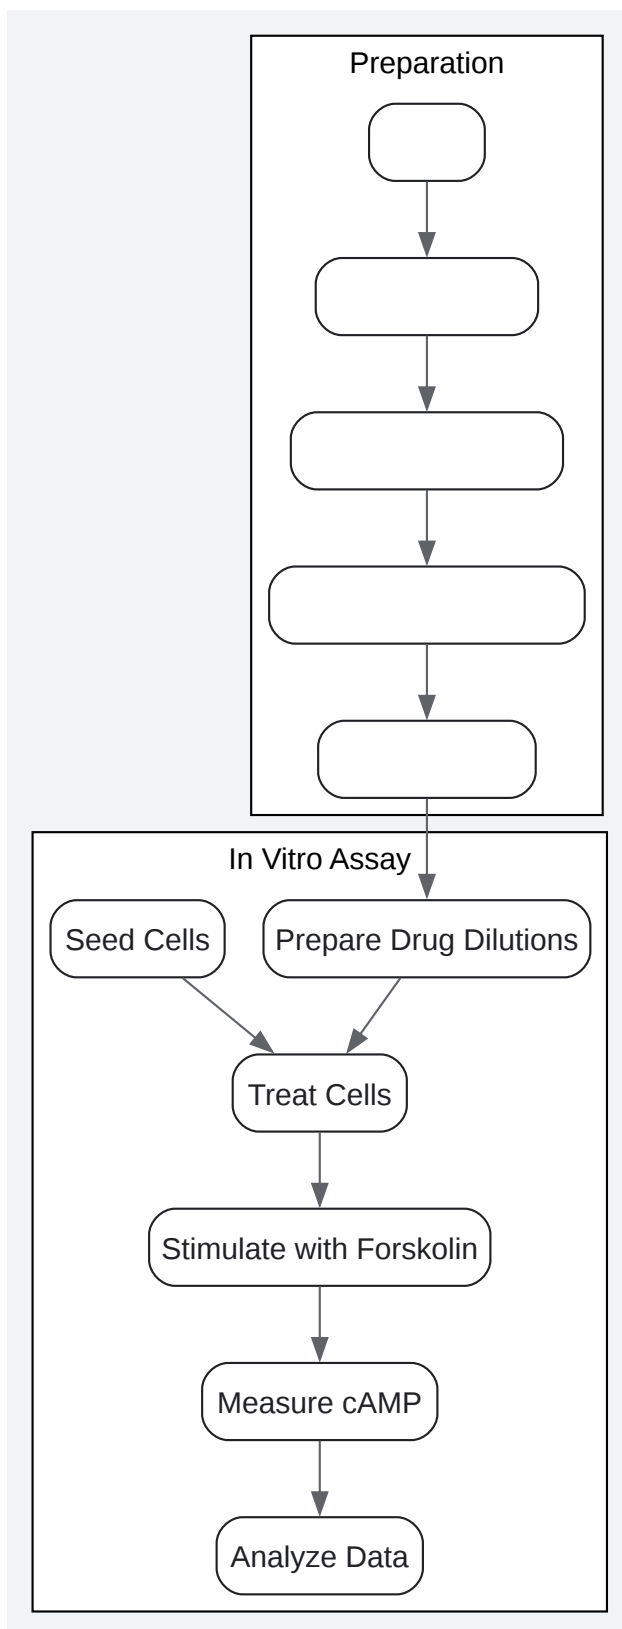 Preparation
In Vitro Assay
Seed Cells
Prepare Drug Dilutions
Treat Cells
Stimulate with Forskolin
Measure cAMP
Analyze Data